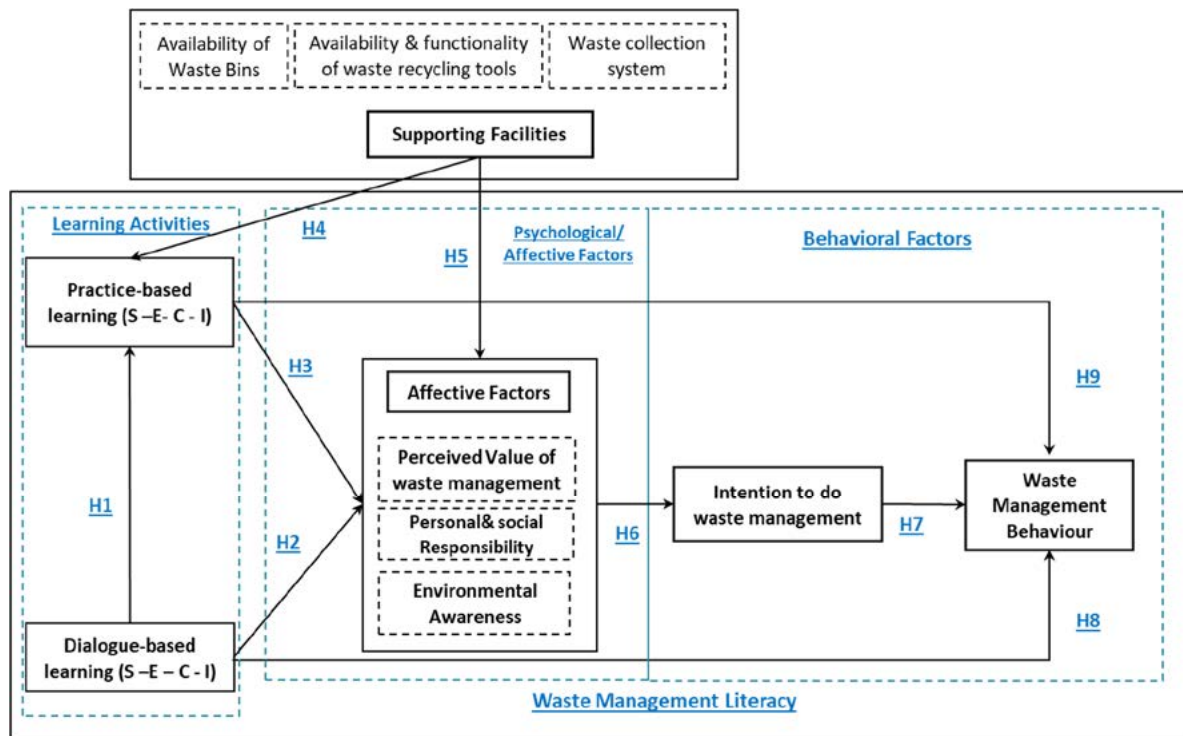 Availability of
Waste Bins
Availability & functionality
of waste recycling tools
Waste collection
system
Supporting Facilities
Learning Activities
H4
H5
Psychological/
Affective Factors
Behavioral Factors
Practice-based
learning (S –E- C - I)
H3
H9
Affective Factors
Perceived Value of
waste management
Personal& social
Responsibility
Environmental
Awareness
H1
H2
H6
Intention to do
waste management
H7
Waste
Management
Behaviour
H8
Dialogue-based
learning (S –E – C - I)
Waste Management Literacy